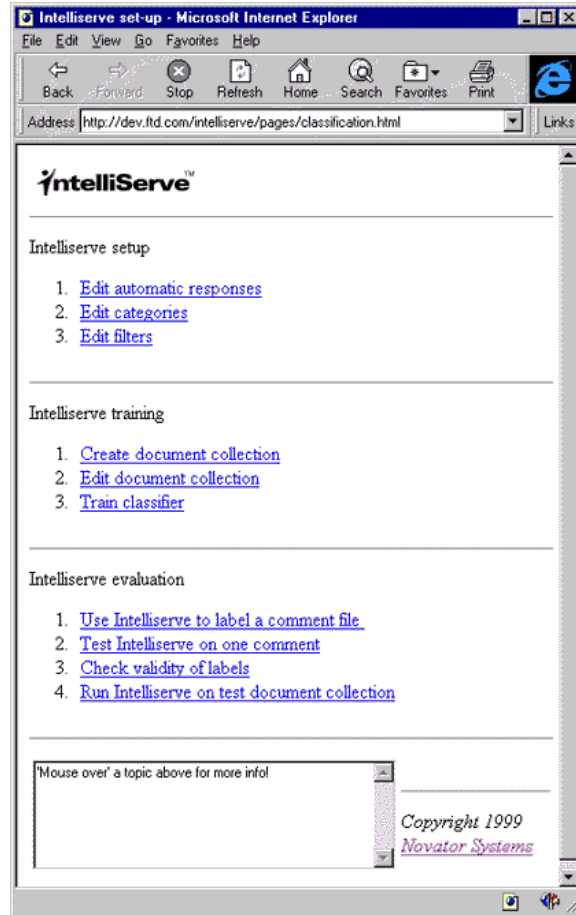 Intelliserve set-up - Microsoft Internet Explorer
File Edit View Go Favorites Help
Back Forward Stop Refresh Home Search Favorites Print
Address http://dev.ftd.com/intelliserve/pages/classification.html Links
intelliServe™
Intelliserve setup
1. Edit automatic responses
2. Edit categories
3. Edit filters
Intelliserve training
1. Create document collection
2. Edit document collection
3. Train classifier
Intelliserve evaluation
1. Use Intelliserve to label a comment file
2. Test Intelliserve on one comment
3. Check validity of labels
4. Run Intelliserve on test document collection
'Mouse over' a topic above for more info!
Copyright 1999
Novator Systems